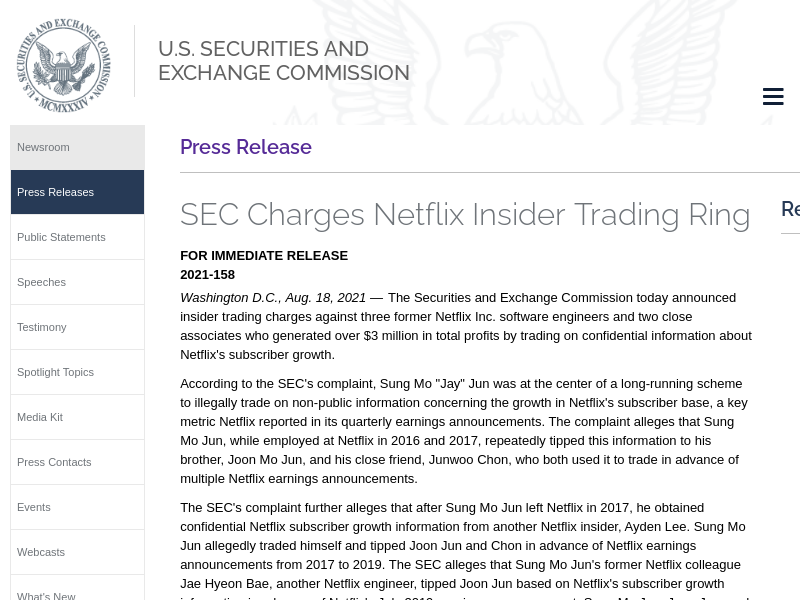 U.S. SECURITIES AND
EXCHANGE COMMISSION
U.S. SECURITIES AND EXCHANGE COMMISSION
MCMXXXIV
Newsroom
Press Releases
Public Statements
Speeches
Testimony
Spotlight Topics
Media Kit
Press Contacts
Events
Webcasts
What's New
Press Release
SEC Charges Netflix Insider Trading Ring
FOR IMMEDIATE RELEASE
2021-158
Washington D.C., Aug. 18, 2021 — The Securities and Exchange Commission today announced
insider trading charges against three former Netflix Inc. software engineers and two close
associates who generated over $3 million in total profits by trading on confidential information about
Netflix's subscriber growth.
According to the SEC's complaint, Sung Mo "Jay" Jun was at the center of a long-running scheme
to illegally trade on non-public information concerning the growth in Netflix's subscriber base, a key
metric Netflix reported in its quarterly earnings announcements. The complaint alleges that Sung
Mo Jun, while employed at Netflix in 2016 and 2017, repeatedly tipped this information to his
brother, Joon Mo Jun, and his close friend, Junwoo Chon, who both used it to trade in advance of
multiple Netflix earnings announcements.
The SEC's complaint further alleges that after Sung Mo Jun left Netflix in 2017, he obtained
confidential Netflix subscriber growth information from another Netflix insider, Ayden Lee. Sung Mo
Jun allegedly traded himself and tipped Joon Jun and Chon in advance of Netflix earnings
announcements from 2017 to 2019. The SEC alleges that Sung Mo Jun's former Netflix colleague
Jae Hyeon Bae, another Netflix engineer, tipped Joon Jun based on Netflix's subscriber growth
Re